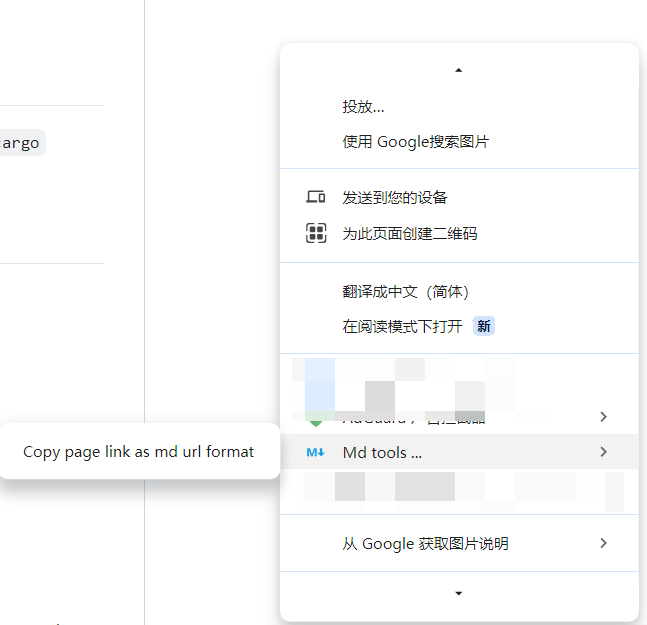 argo
投放...
使用 Google搜索图片
发送到您的设备
为此页面创建二维码
翻译成中文（简体）
在阅读模式下打开 新
Copy page link as md url format
M↓ Md tools ...
从 Google 获取图片说明